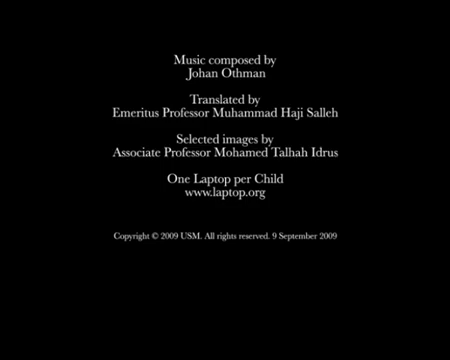 Music composed by
Johan Othman
Translated by
Emeritus Professor Muhammad Haji Salleh
Selected images by
Associate Professor Mohamed Talhah Idrus
One Laptop per Child
www.laptop.org
Copyright © 2009 USM. All rights reserved. 9 September 2009